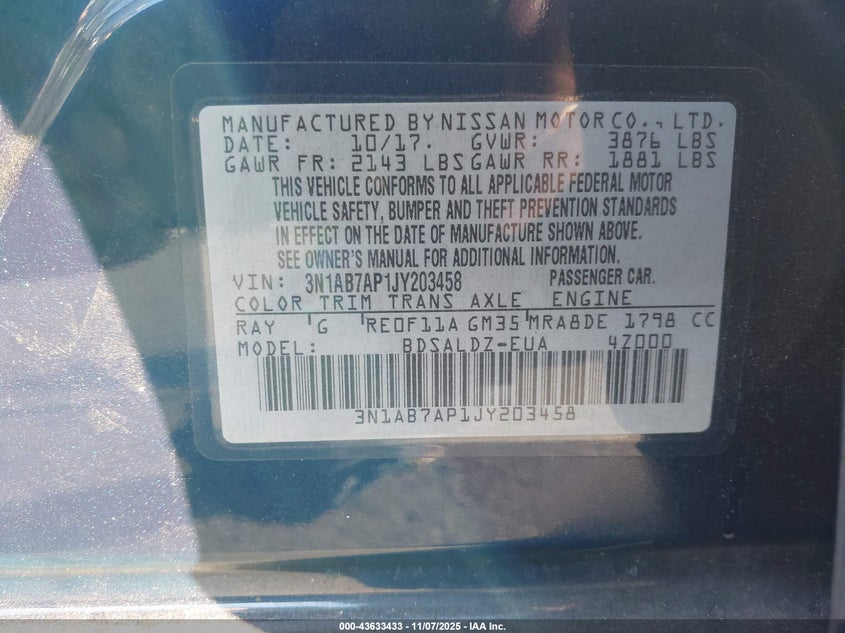 MANUFACTURED BY NISSAN MOTOR CO., LTD.
DATE: 10/17. GVWR: 3876 LBS
GAWR FR: 2143 LBS GAWR RR: 1881 LBS
THIS VEHICLE CONFORMS TO ALL APPLICABLE FEDERAL MOTOR
VEHICLE SAFETY, BUMPER AND THEFT PREVENTION STANDARDS
IN EFFECT ON THE DATE OF MANUFACTURE SHOWN ABOVE.
SEE OWNER'S MANUAL FOR ADDITIONAL INFORMATION.
VIN: 3N1AB7AP1JY203458 PASSENGER CAR.
COLOR TRIM TRANS AXLE ENGINE
RAY G RE0F11A GM35 MRA8DE 1798 CC
MODEL: BDSALDZ-EUA 4Z000
3N1AB7AP1JY203458
000-43633433 - 11/07/2025 - IAA Inc.